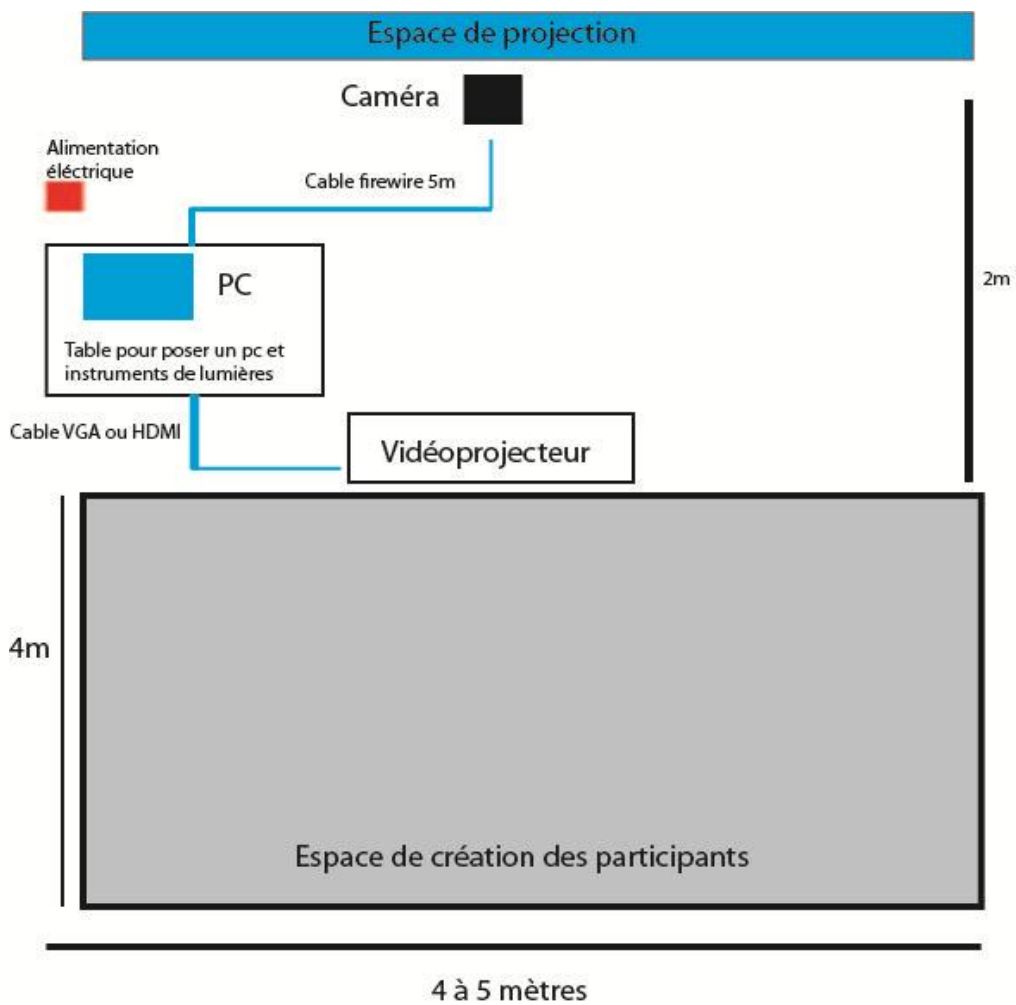 Espace de projection
Caméra
Alimentation
éléctrique
Cable firewire 5m
PC
2m
Table pour poser un pc et
instruments de lumières
Cable VGA ou HDMI
Vidéoprojecteur
4m
Espace de création des participants
4 à 5 mètres